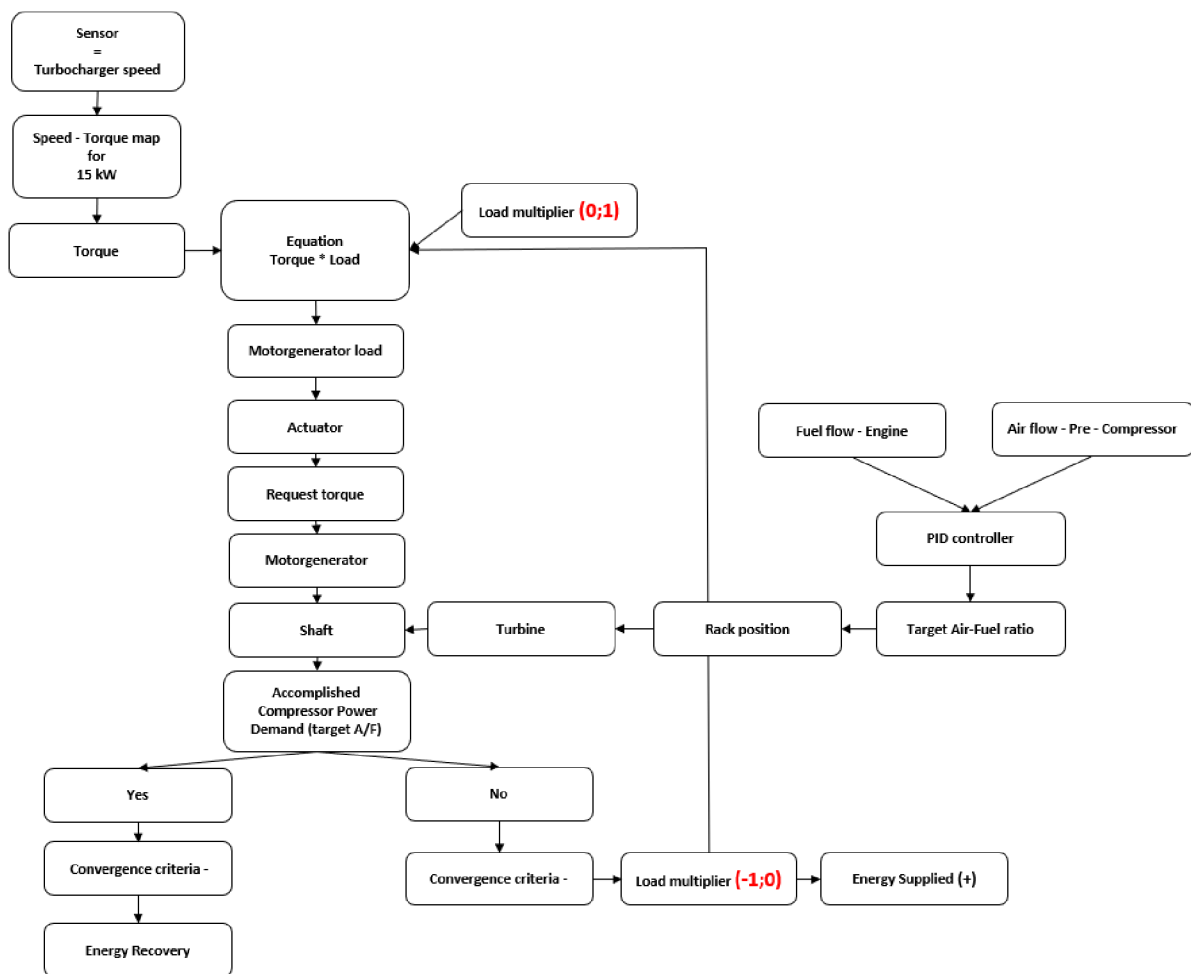 Sensor
=
Turbocharger speed
Speed - Torque map
for
15 kW
Torque
Equation
Torque * Load
Load multiplier (0;1)
Motorgenerator load
Actuator
Request torque
Motorgenerator
Fuel flow - Engine
Air flow - Pre - Compressor
PID controller
Shaft
Turbine
Rack position
Target Air-Fuel ratio
Accomplished
Compressor Power
Demand (target A/F)
Yes
No
Convergence criteria -
Convergence criteria -
Load multiplier (-1;0)
Energy Supplied (+)
Energy Recovery